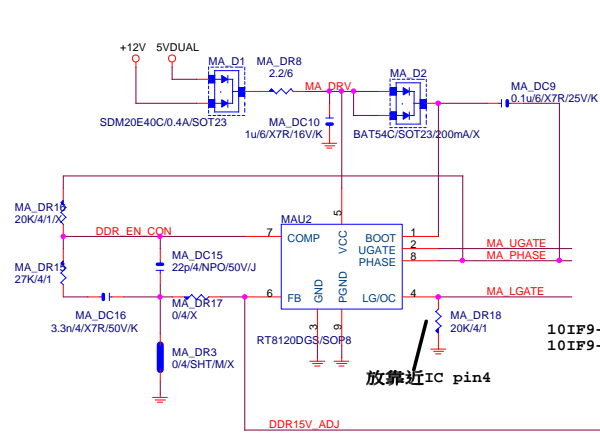 +12V 5VDUAL
MA_D1
MA_DR8
2.2/6
MA_DRV
MA_D2
MA_DC9
0.1u/6/X7R/25V/K
SDM20E40C/0.4A/SOT23
MA_DC10
1u/6/X7R/16V/K
BAT54C/SOT23/200mA/X
MA_DR16
20K/4/1/X
DDR_EN_CON
MAU2
5
7
COMP
VCC
BOOT
1
UGATE
2
MA_UGATE
PHASE
8
MA_PHASE
MA_DR15
27K/4/1
MA_DC15
22p/4/NPO/50V/J
6
FB
GND
PGND
LG/OC
4
MA_LGATE
MA_DC16
3.3n/4/X7R/50V/K
MA_DR17
0/4/X
3
9
RT8120DGS/SOP8
MA_DR18
20K/4/1
10IF9-
10IF9-
MA_DR3
0/4/SHT/M/X
放靠近IC pin4
DDR15V_ADJ